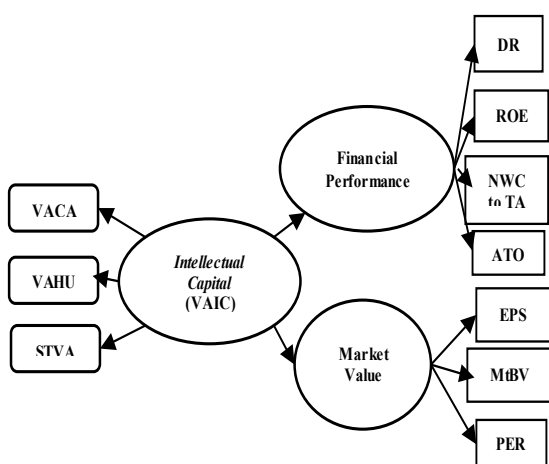 DR
ROE
Financial
Performance
NWC
to TA
VACA
ATO
Intellectual
Capital
(VAIC)
VAHU
EPS
STVA
Market
Value
MtBV
PER